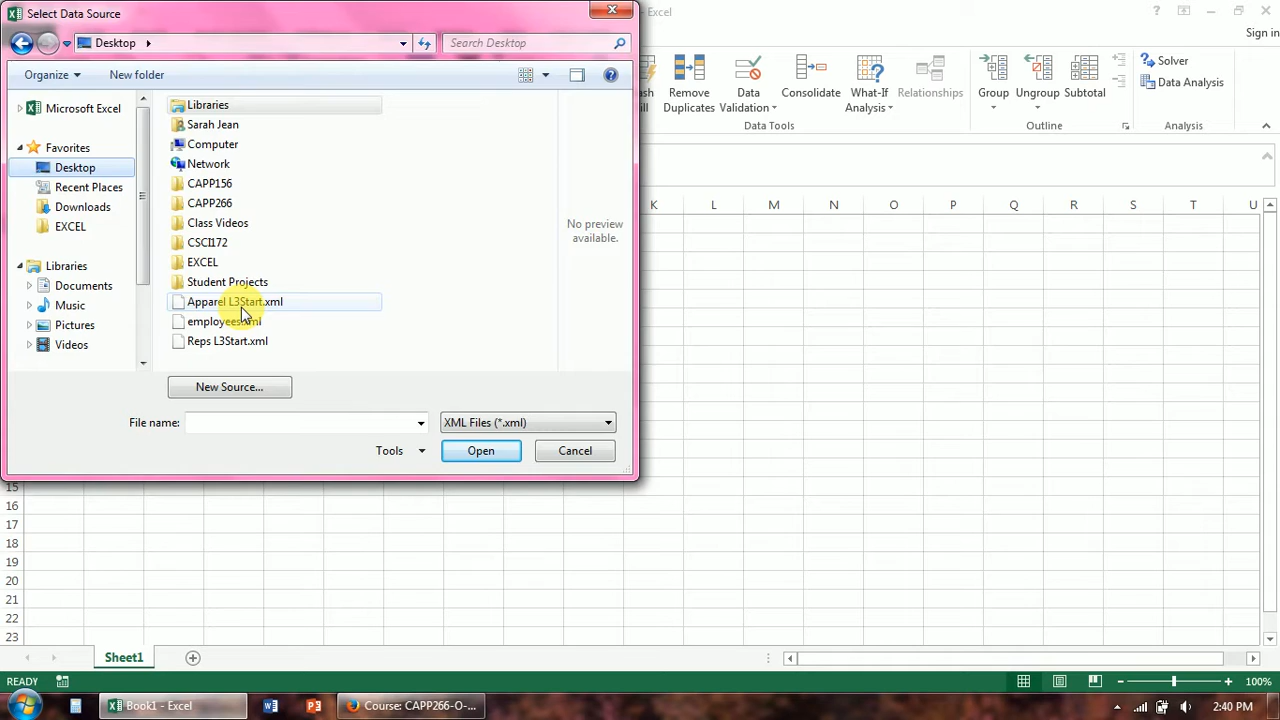 Select Data Source
- Excel
Sign in
Desktop
Search Desktop
Organize
New folder
Microsoft Excel
Favorites
Desktop
Recent Places
Downloads
EXCEL
Libraries
Documents
Music
Pictures
Videos
Libraries
Sarah Jean
Computer
Network
CAPP156
CAPP266
Class Videos
CSCI172
EXCEL
Student Projects
Apparel L3Start.xml
employees.xml
Reps L3Start.xml
No preview
available.
New Source...
File name:
XML Files (*.xml)
Tools
Open
Cancel
Remove
Duplicates
Data
Validation
Consolidate
What-If
Analysis
Relationships
Data Tools
Group
Ungroup
Subtotal
Outline
Solver
Data Analysis
Analysis
K L M N O P Q R S T U
15
16
17
18
19
20
21
22
23
Sheet1
READY
100%
Book1 - Excel
Course: CAPP266-O-...
2:40 PM